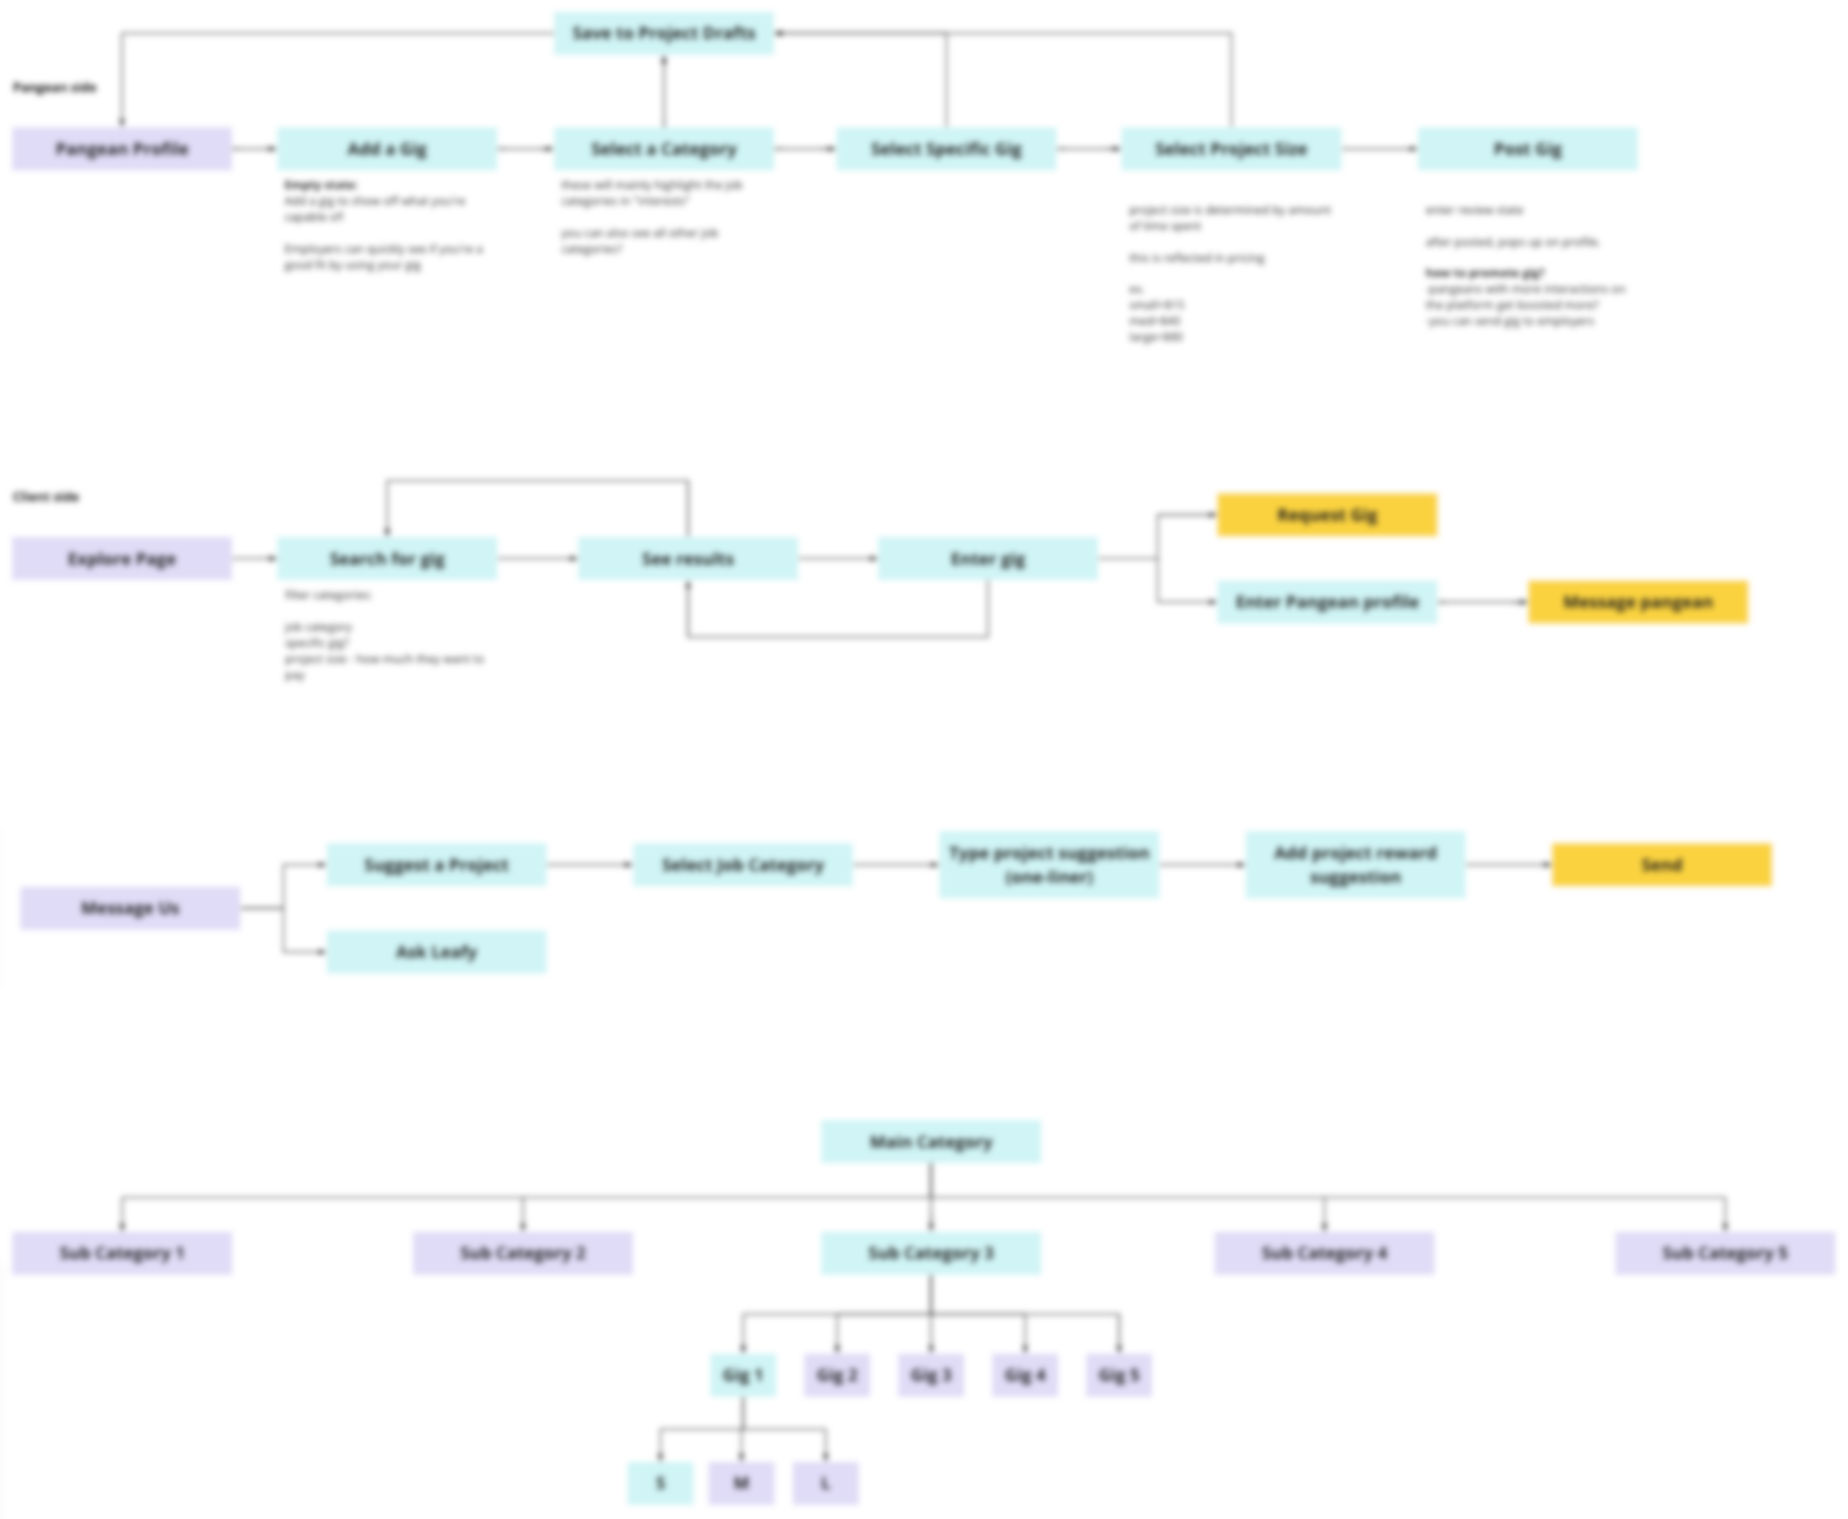 Save to Project Drafts
Pangean side
Pangean Profile
Add a Gig
Select a Category
Select Specific Gig
Select Project Size
Post Gig
Empty state:
Add a gig to show off what you're
capable of!
Employers can quickly see if you're a
good fit by using your gig
these will mainly highlight the job
categories in "interests"
you can also see all other job
categories?
project size is determined by amount
of time spent
this is reflected in pricing
ex.
enter review state
after posted, pops up on profile.
how to promote gig?
pangeans with more interactions on
the platform get boosted more?
you can send gig to employers
Client side
Explore Page
Search for gig
See results
Enter gig
Request Gig
Enter Pangean profile
Message pangean
filter categories:
job category
specific gig?
project size - how much they want to
pay
Message Us
Suggest a Project
Select Job Category
Type project suggestion
(one-liner)
Add project reward
suggestion
Send
Ask Leafy
Main Category
Sub Category 1
Sub Category 2
Sub Category 3
Sub Category 4
Sub Category 5
Gig 1
Gig 2
Gig 3
Gig 4
Gig 5
S
M
L